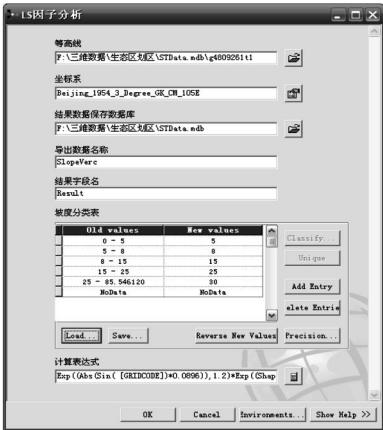 LS因子分析
等高线
F:\三维数据\生态区划区\STData.mdb\g4809261t1
坐标系
Beijing_1954_3_Degree_GK_CM_105E
结果数据保存数据库
F:\三维数据\生态区划区\STData.mdb
导出数据名称
SlopeVerc
结果字段名
Result
坡度分类表
Old values New values
0 - 5 5
5 - 8 8
8 - 15 15
15 - 25 25
25 - 85.546120 30
NoData NoData
Classify...
Unique
Add Entry
elete Entrie
Load... Save... Reverse New Values Precision...
计算表达式
Exp((Abs(Sin( [GRIDCODE])*0.0896)),1.2)*Exp((Shap
OK Cancel Environments... Show Help >>